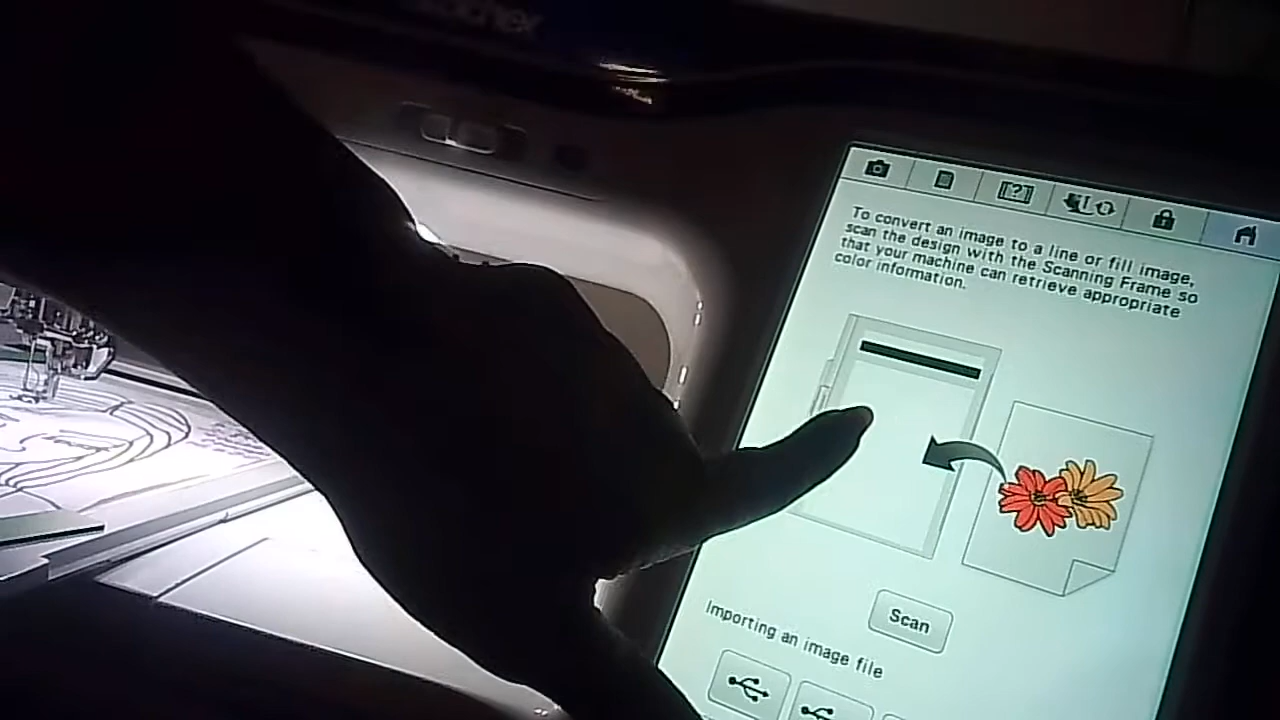 To convert an image to a line or fill image,
scan the design with the Scanning Frame so
that your machine can retrieve appropriate
color information.
Scan
Importing an image file